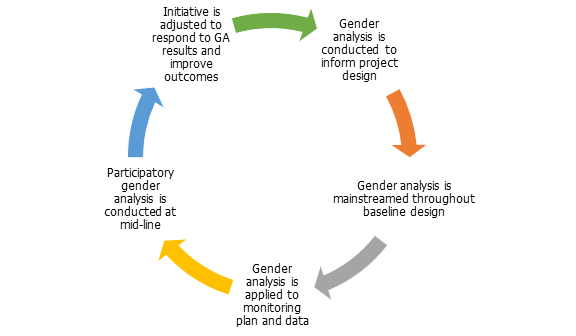 Initiative is
adjusted to
respond to GA
results and
improve
outcomes
Gender
analysis is
conducted to
inform project
design
Gender analysis is
mainstreamed throughout
baseline design
Gender
analysis is
applied to
monitoring
plan and data
Participatory
gender
analysis is
conducted at
mid-line